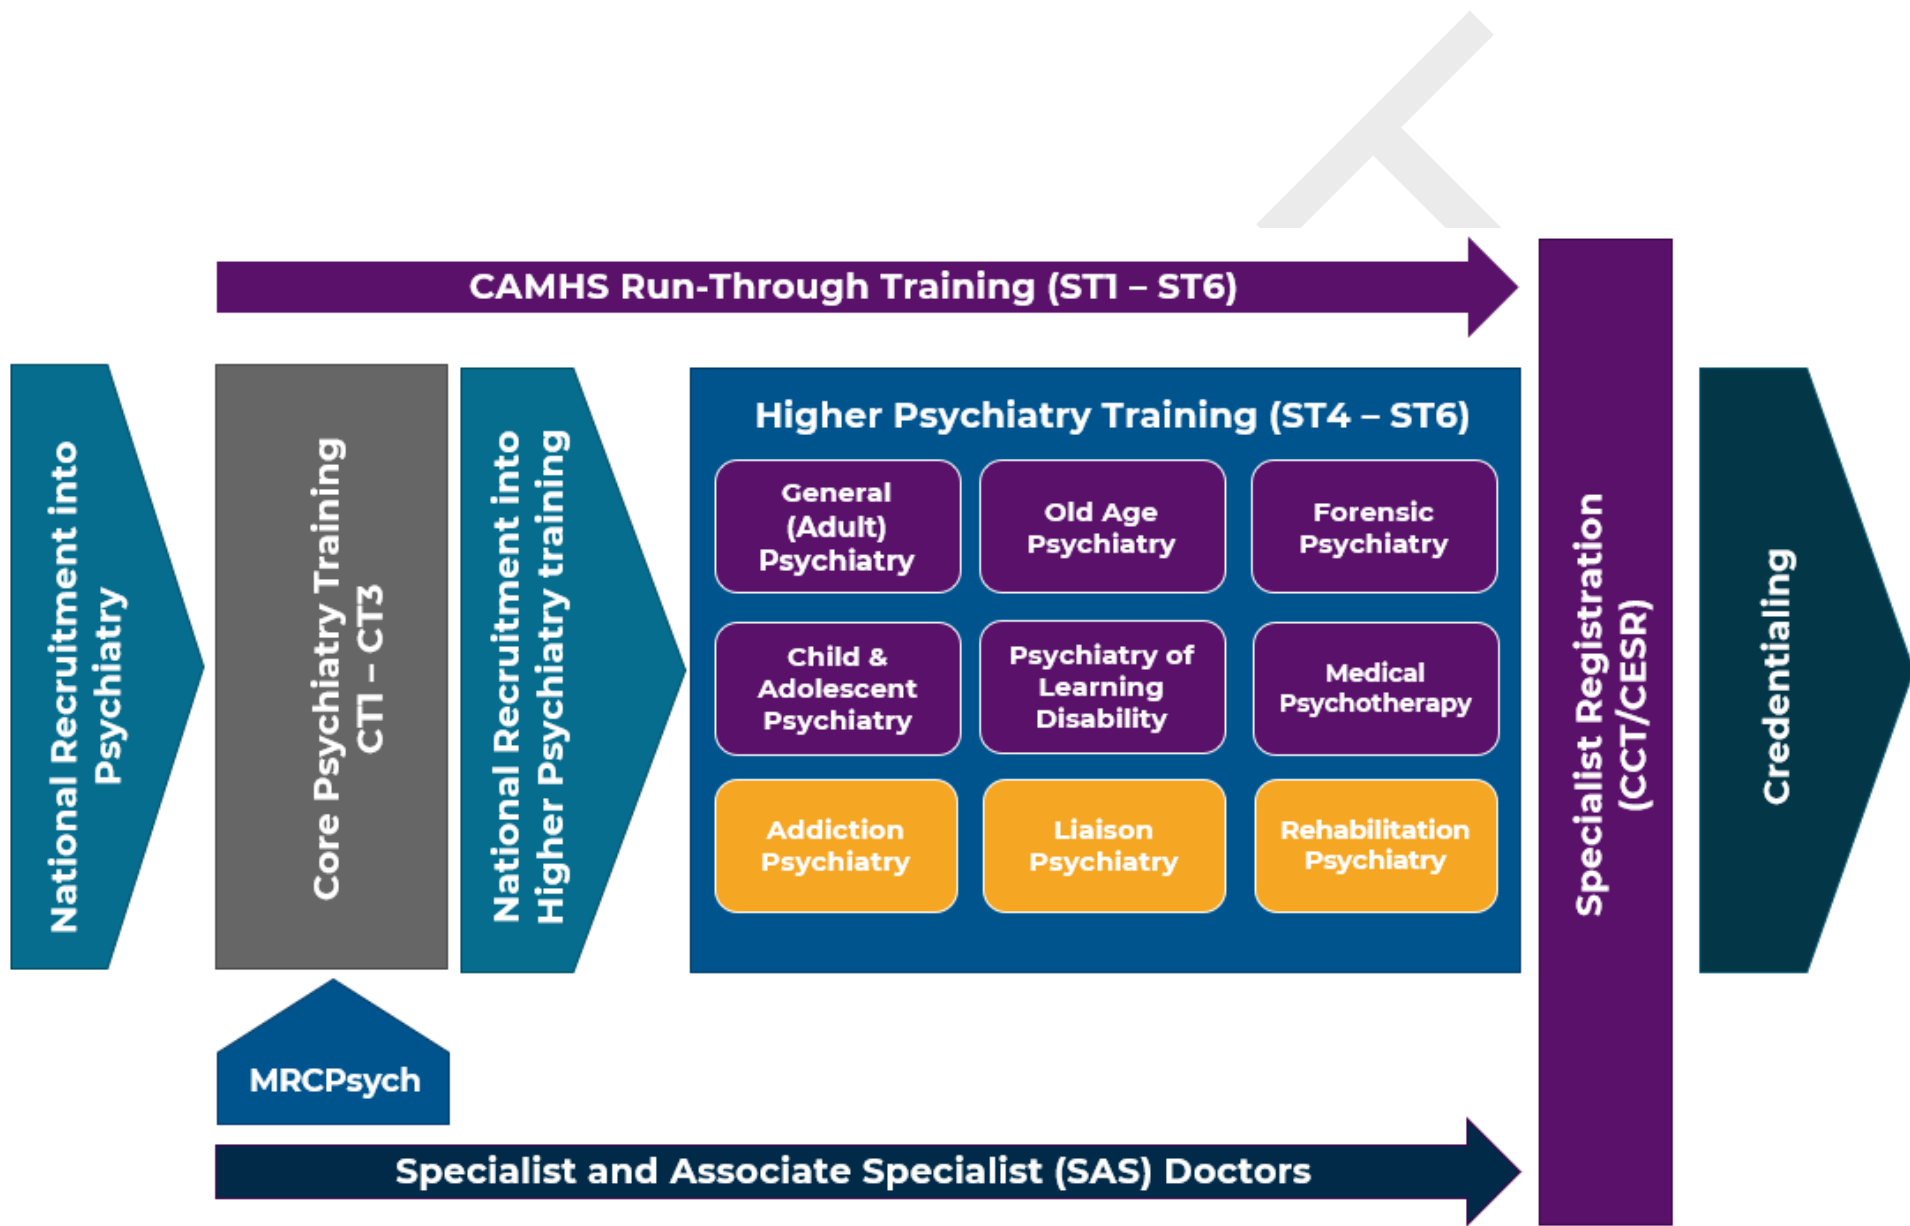 CAMHS Run-Through Training (ST1 – ST6)
National Recruitment into
Psychiatry
Core Psychiatry Training
CT1 – CT3
National Recruitment into
Higher Psychiatry training
Higher Psychiatry Training (ST4 – ST6)
General
(Adult)
Psychiatry
Old Age
Psychiatry
Forensic
Psychiatry
Child &
Adolescent
Psychiatry
Psychiatry of
Learning
Disability
Medical
Psychotherapy
Addiction
Psychiatry
Liaison
Psychiatry
Rehabilitation
Psychiatry
Specialist Registration
(CCT/CESR)
Credentialing
MRCPsych
Specialist and Associate Specialist (SAS) Doctors